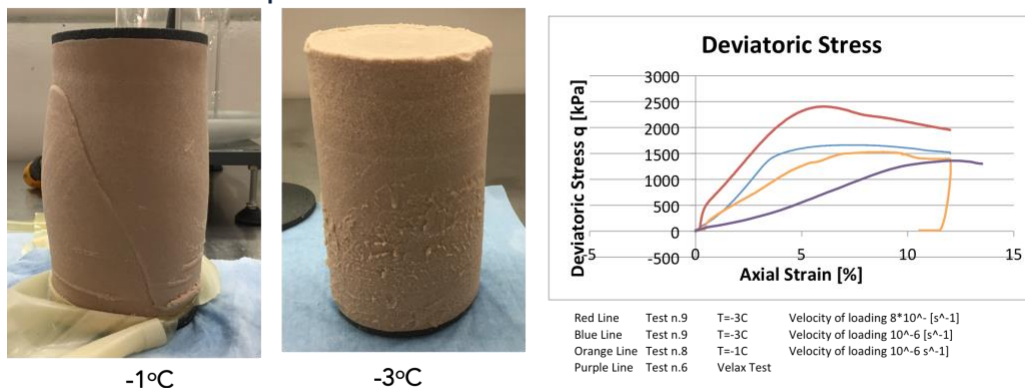 -1°C
-3°C
Deviatoric Stress
Deviatoric Stress q [kPa]
3000
2500
2000
1500
1000
500
0
-500
-5
0
5
10
15
Axial Strain [%]
Red Line Test n.9 T=-3C Velocity of loading 8*10^- [s^-1]
Blue Line Test n.9 T=-3C Velocity of loading 10^-6 [s^-1]
Orange Line Test n.8 T=-1C Velocity of loading 10^-6 s^-1]
Purple Line Test n.6 Velax Test